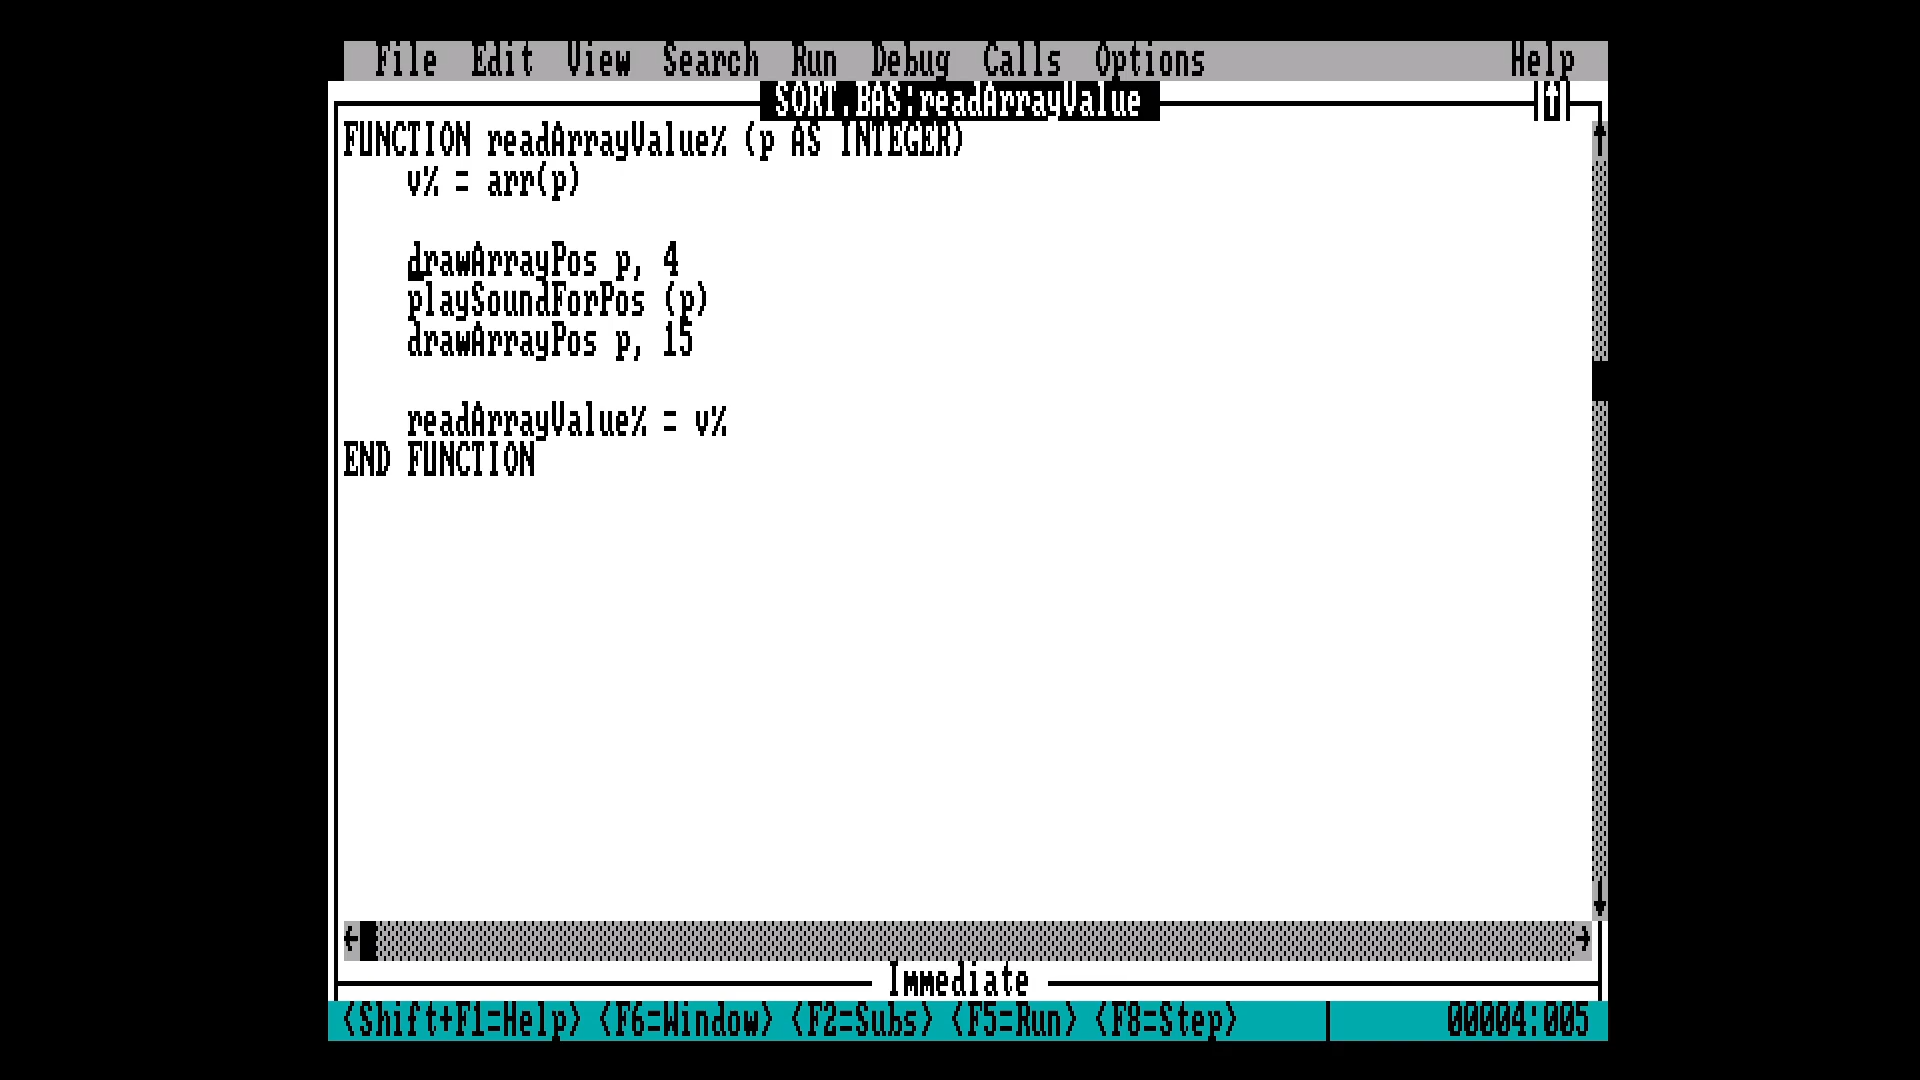 File Edit View Search Run Debug Calls Options Help
SORT.BAS:readArrayValue
FUNCTION readArrayValue% (p AS INTEGER)
v% = arr(p)
drawArrayPos p, 4
playSoundForPos (p)
drawArrayPos p, 15
readArrayValue% = v%
END FUNCTION
Immediate
<Shift+F1=Help> <F6=Window> <F2=Subs> <F5=Run> <F8=Step> 00004:005